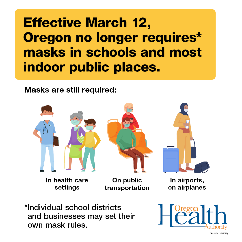 Effective March 12,
Oregon no longer requires*
masks in schools and most
indoor public places.
Masks are still required:
In health care
settings
On public
transportation
In airports,
on airplanes
*Individual school districts
and businesses may set their
own mask rules.
Oregon
Health
Authority